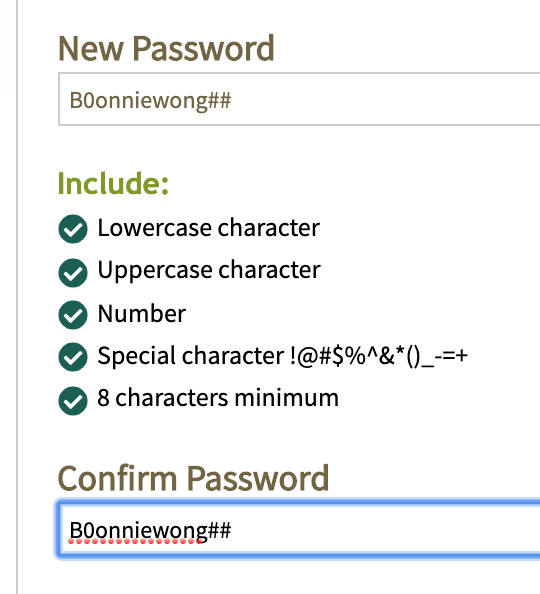 New Password
B0onniewong##
Include:
Lowercase character
Uppercase character
Number
Special character !@#$%^&*()_-=+
8 characters minimum
Confirm Password
B0onniewong##